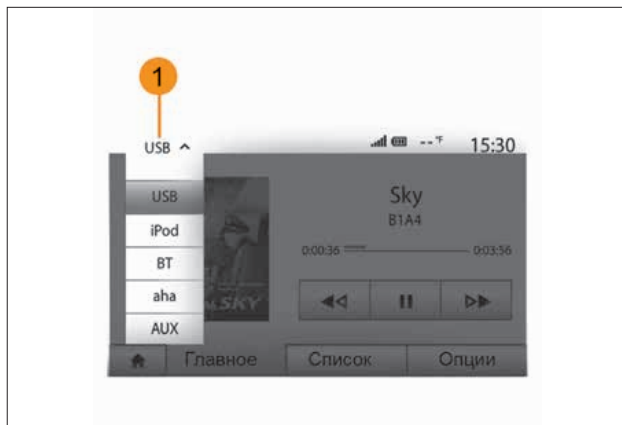 1
USB
--°F 15:30
USB
iPod
BT
aha
AUX
Sky
B1A4
0:00:36 0:03:56
SKY
Главное Список Опции